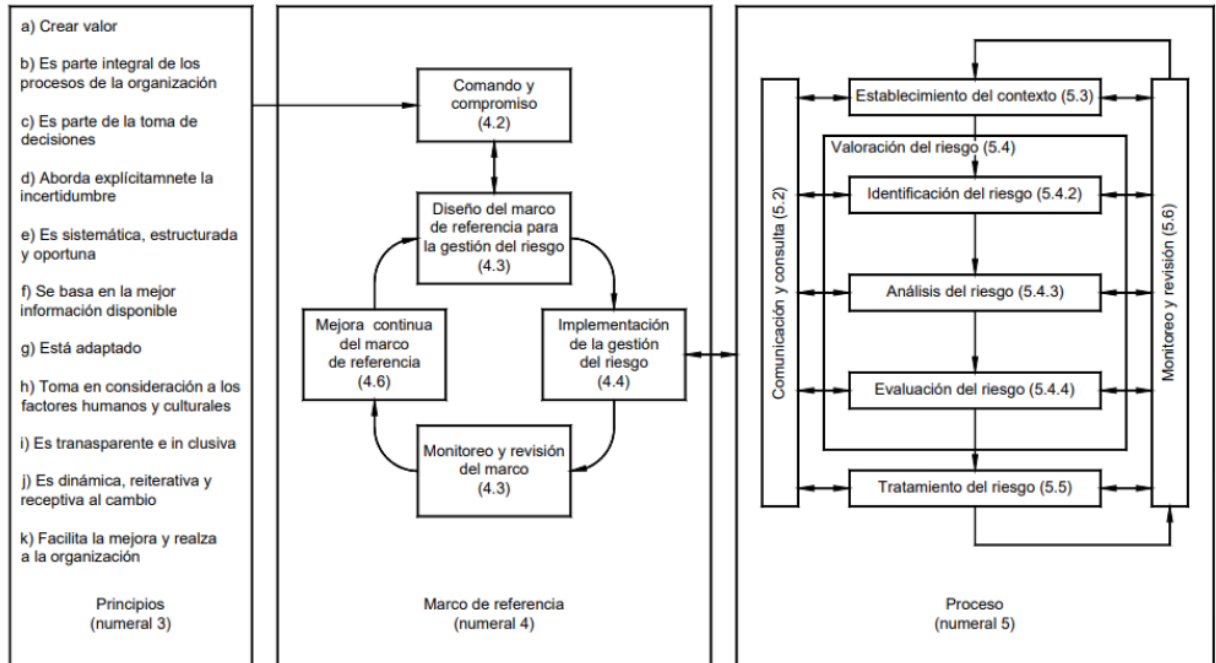 a) Crear valor
b) Es parte integral de los
procesos de la organización
c) Es parte de la toma de
decisiones
d) Aborda explícitamnete la
incertidumbre
e) Es sistemática, estructurada
y oportuna
f) Se basa en la mejor
información disponible
g) Está adaptado
h) Toma en consideración a los
factores humanos y culturales
i) Es tranasparente e in clusiva
j) Es dinámica, reiterativa y
receptiva al cambio
k) Facilita la mejora y realza
a la organización
Principios
(numeral 3)
Comando y
compromiso
(4.2)
Diseño del marco
de referencia para
la gestión del riesgo
(4.3)
Mejora continua
del marco
de referencia
(4.6)
Implementación
de la gestión
del riesgo
(4.4)
Monitoreo y revisión
del marco
(4.3)
Marco de referencia
(numeral 4)
Comunicación y consulta (5.2)
Establecimiento del contexto (5.3)
Valoración del riesgo (5.4)
Identificación del riesgo (5.4.2)
Análisis del riesgo (5.4.3)
Evaluación del riesgo (5.4.4)
Tratamiento del riesgo (5.5)
Monitoreo y revisión (5.6)
Proceso
(numeral 5)